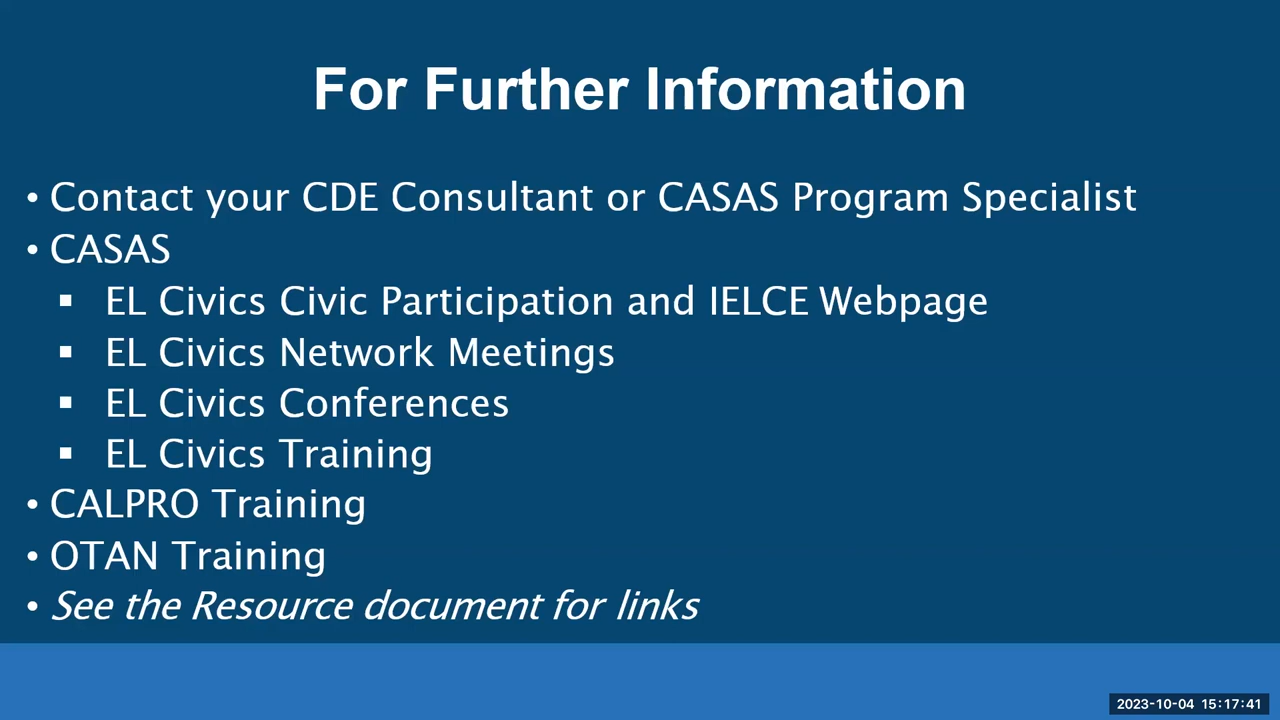 For Further Information
• Contact your CDE Consultant or CASAS Program Specialist
• CASAS
▪ EL Civics Civic Participation and IELCE Webpage
▪ EL Civics Network Meetings
▪ EL Civics Conferences
▪ EL Civics Training
• CALPRO Training
• OTAN Training
• See the Resource document for links
2023-10-04 15:17:41